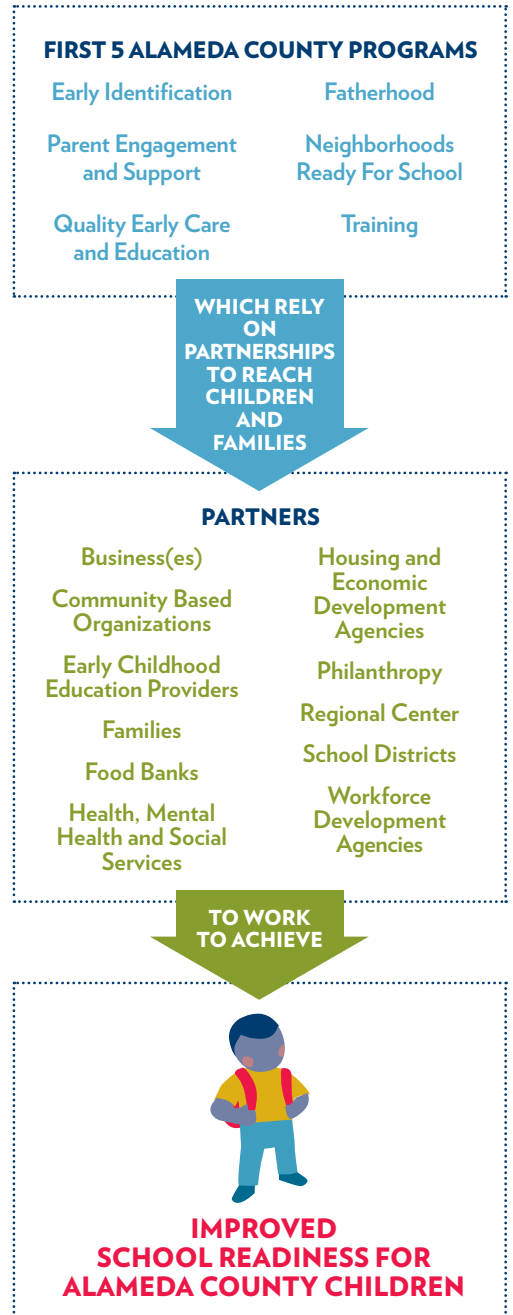 FIRST 5 ALAMEDA COUNTY PROGRAMS
Early Identification
Parent Engagement
and Support
Quality Early Care
and Education
Fatherhood
Neighborhoods
Ready For School
Training
WHICH RELY
ON
PARTNERSHIPS
TO REACH
CHILDREN
AND
FAMILIES
PARTNERS
Business(es)
Community Based
Organizations
Early Childhood
Education Providers
Families
Food Banks
Health, Mental
Health and Social
Services
Housing and
Economic
Development
Agencies
Philanthropy
Regional Center
School Districts
Workforce
Development
Agencies
TO WORK
TO ACHIEVE
IMPROVED
SCHOOL READINESS FOR
ALAMEDA COUNTY CHILDREN